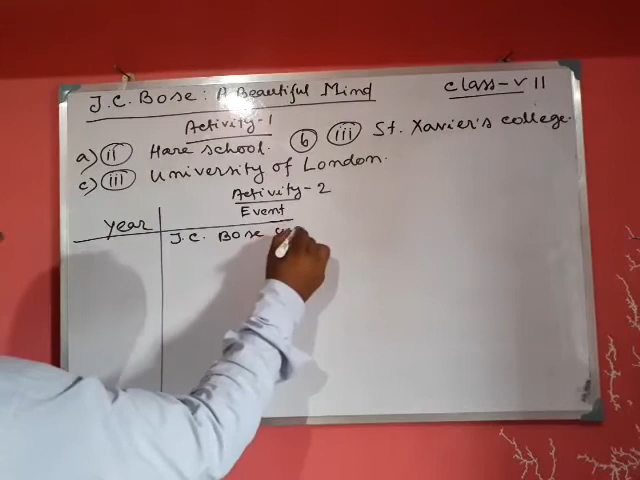 J.C. Bose: A Beautiful Mind class-VII
Activity-1
a) (ii) Hare school. (b) (iii) St. Xavier's college.
c) (iii) University of London.
Activity-2
Year Event
J.C. Bose